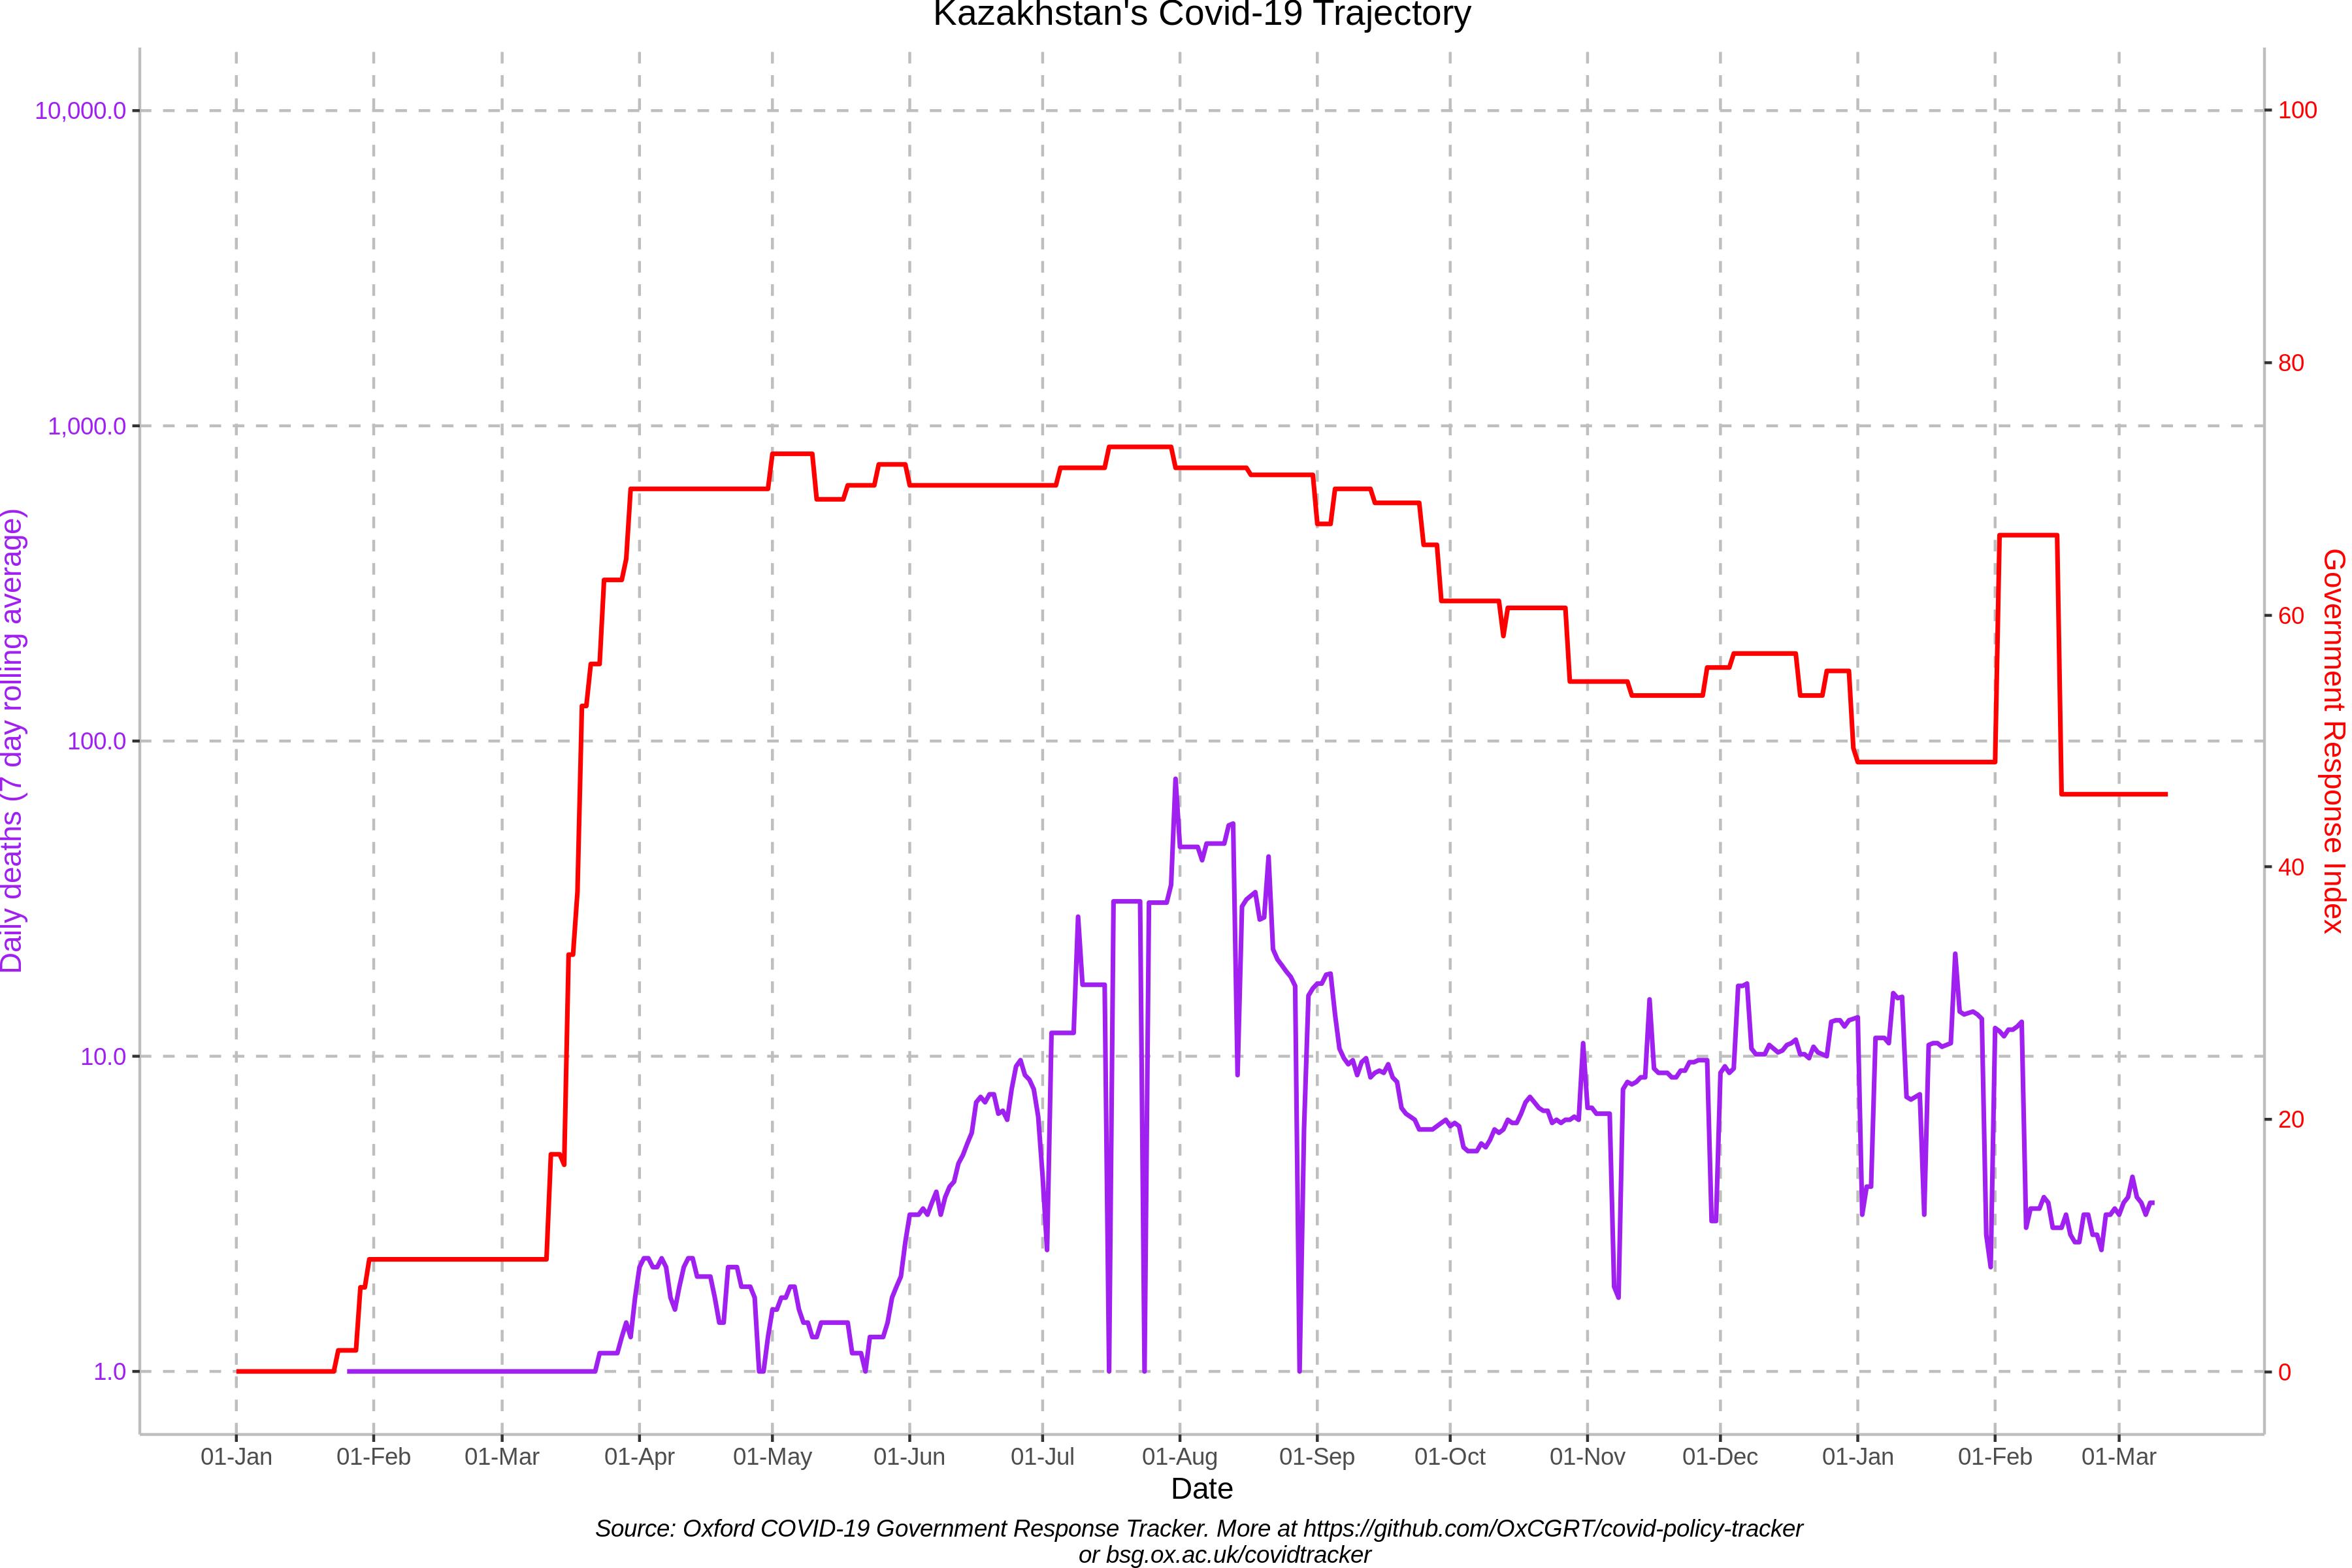 Kazakhstan's Covid-19 Trajectory
10,000.0
1,000.0
100.0
10.0
1.0
Daily deaths (7 day rolling average)
100
80
60
40
20
0
Government Response Index
01-Jan 01-Feb 01-Mar 01-Apr 01-May 01-Jun 01-Jul 01-Aug 01-Sep 01-Oct 01-Nov 01-Dec 01-Jan 01-Feb 01-Mar
Date
Source: Oxford COVID-19 Government Response Tracker. More at https://github.com/OxCGRT/covid-policy-tracker
or bsg.ox.ac.uk/covidtracker